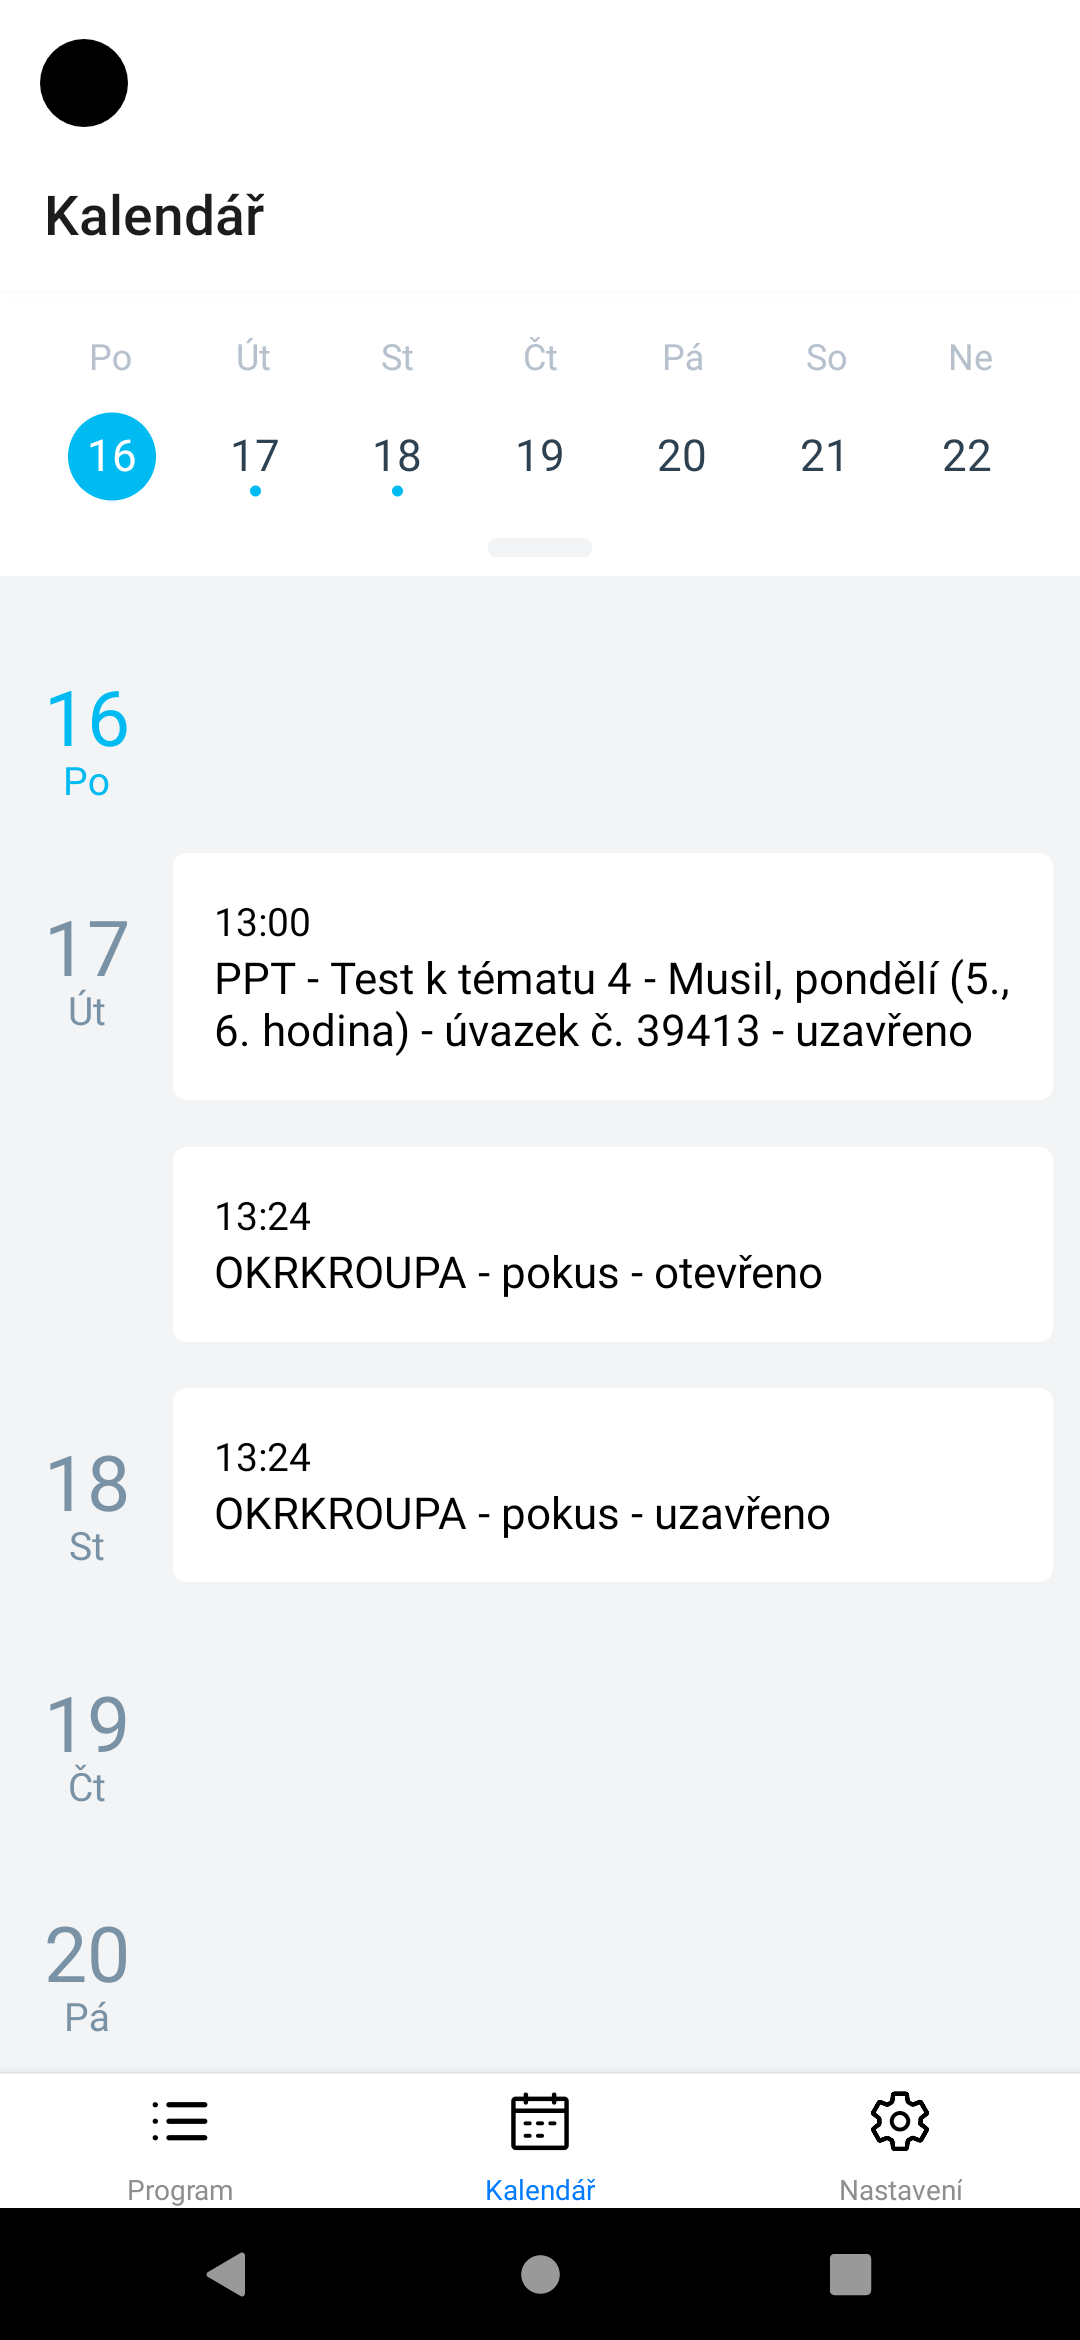 Kalendář
Po Út St Čt Pá So Ne
16 17 18 19 20 21 22
16
Po
17
Út
13:00
PPT - Test k tématu 4 - Musil, pondělí (5.,
6. hodina) - úvazek č. 39413 - uzavřeno
13:24
OKRKROUPA - pokus - otevřeno
18
St
13:24
OKRKROUPA - pokus - uzavřeno
19
Čt
20
Pá
Program Kalendář Nastavení